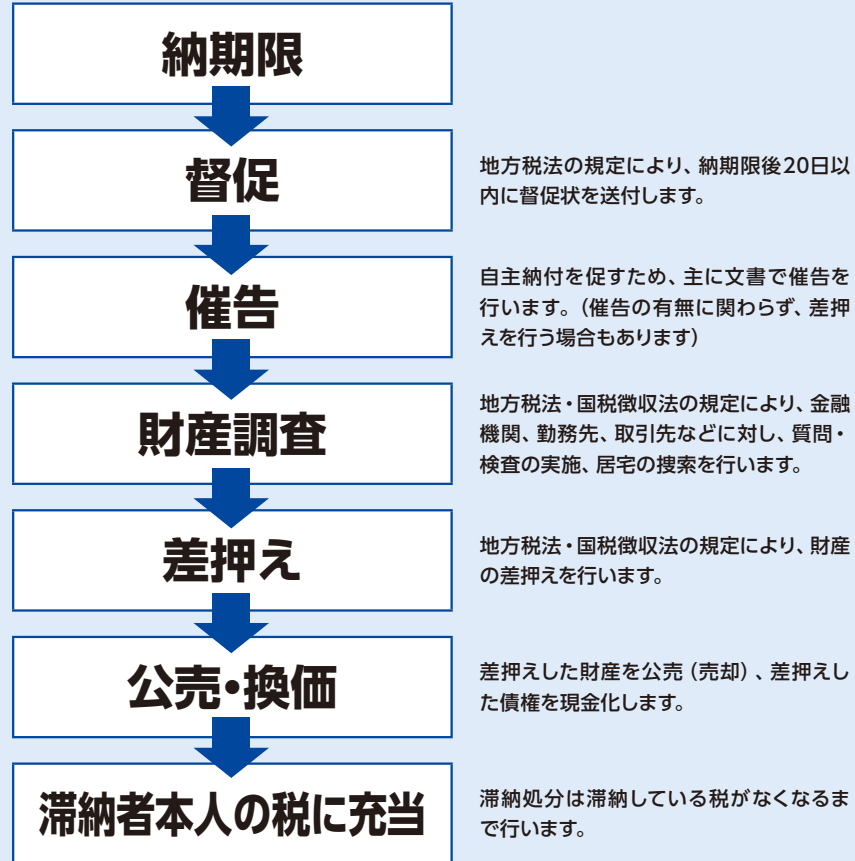 納期限
督促
地方税法の規定により、納期限後20日以
内に督促状を送付します。
催告
自主納付を促すため、主に文書で催告を
行います。(催告の有無に関わらず、差押
えを行う場合もあります)
財産調査
地方税法・国税徴収法の規定により、金融
機関、勤務先、取引先などに対し、質問・
検査の実施、居宅の捜索を行います。
差押え
地方税法・国税徴収法の規定により、財産
の差押えを行います。
公売・換価
差押えした財産を公売(売却)、差押えし
た債権を現金化します。
滞納者本人の税に充当
滞納処分は滞納している税がなくなるま
で行います。